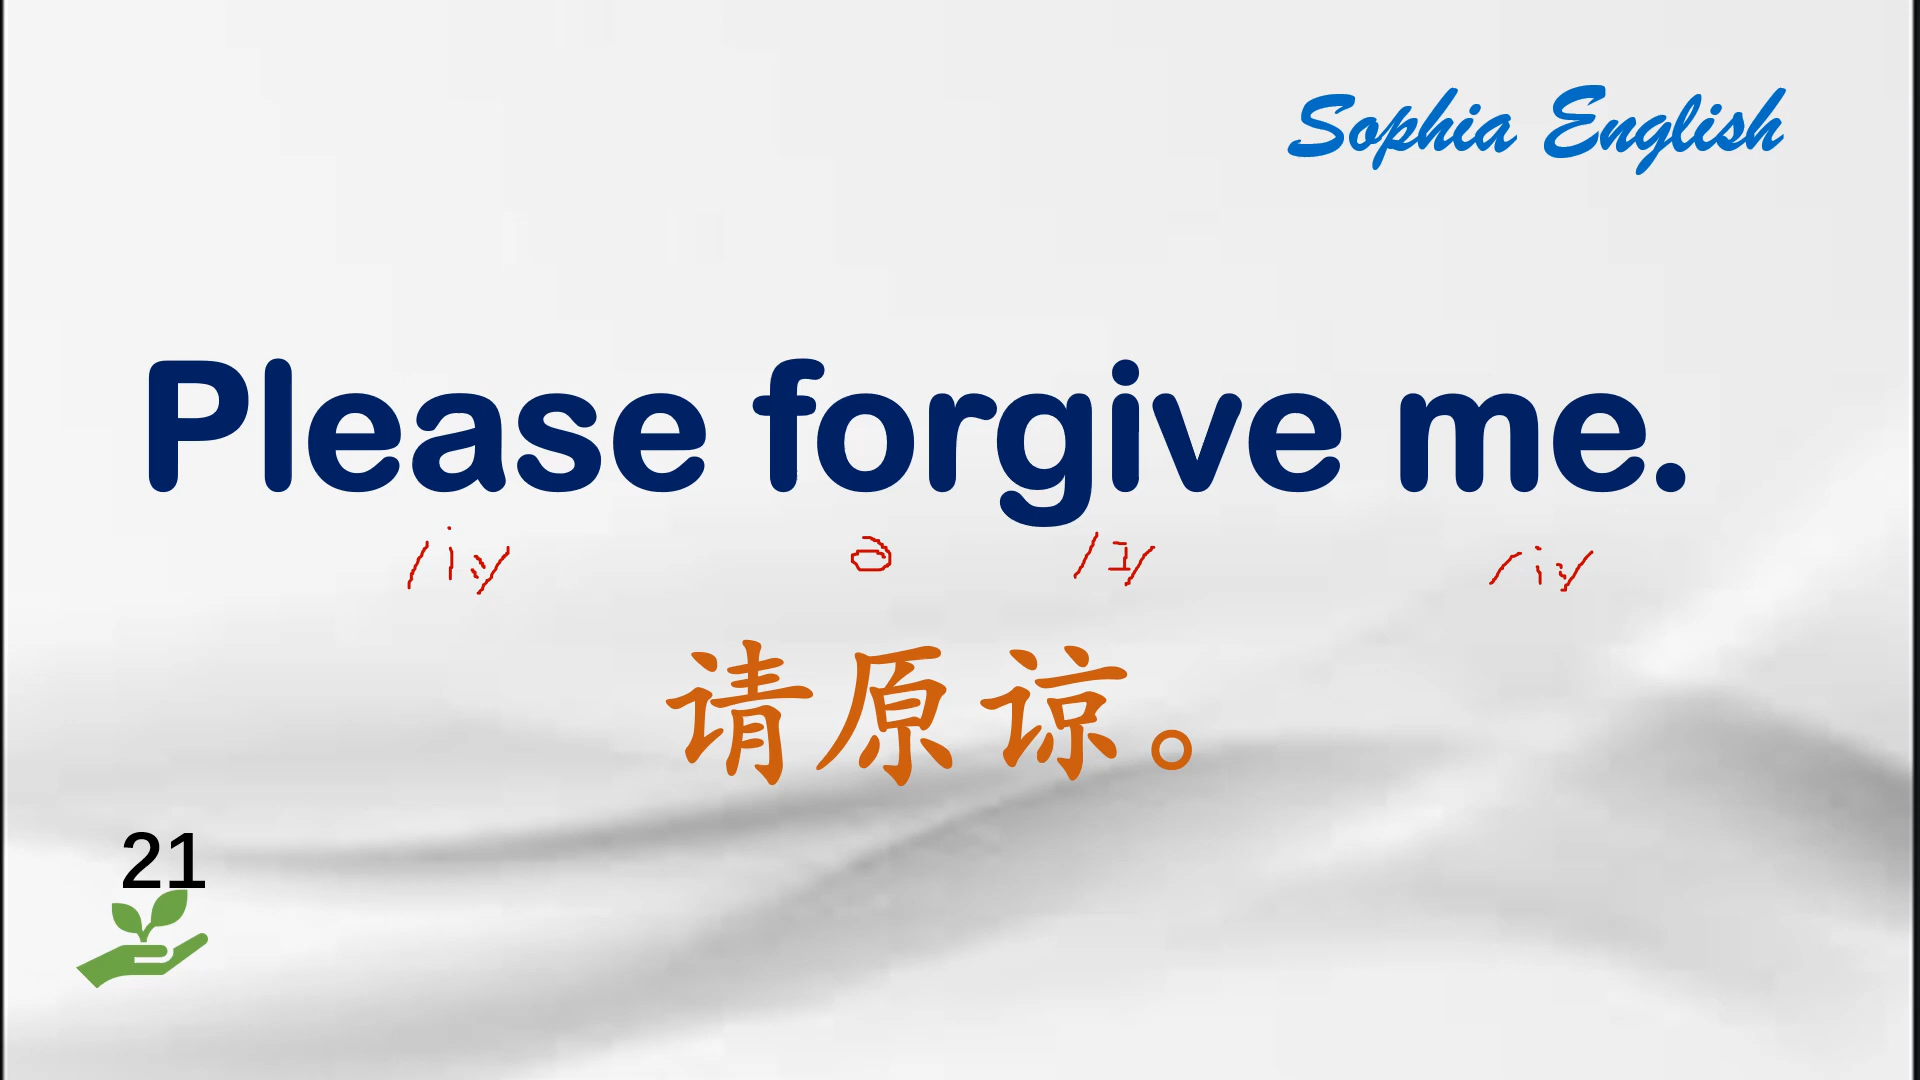 Sophia English
Please forgive me.
/iː/ ə /ɪ/ /iː/
请原谅。
21